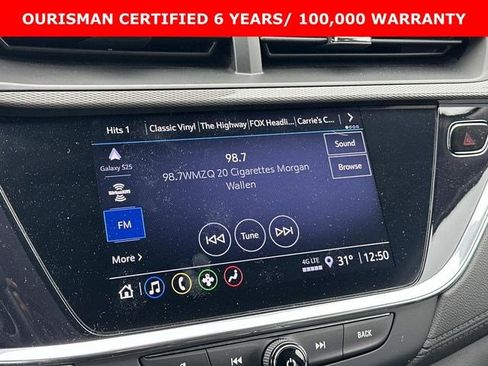 OURISMAN CERTIFIED 6 YEARS/ 100,000 WARRANTY
Hits 1 Classic Vinyl The Highway FOX Headli... Carrie's C...
Galaxy S25
98.7
98.7WMZQ 20 Cigarettes Morgan
Wallen
Sound
Browse
SiriusXM
FM
Tune
More
4G LTE 31° 12:50
BACK